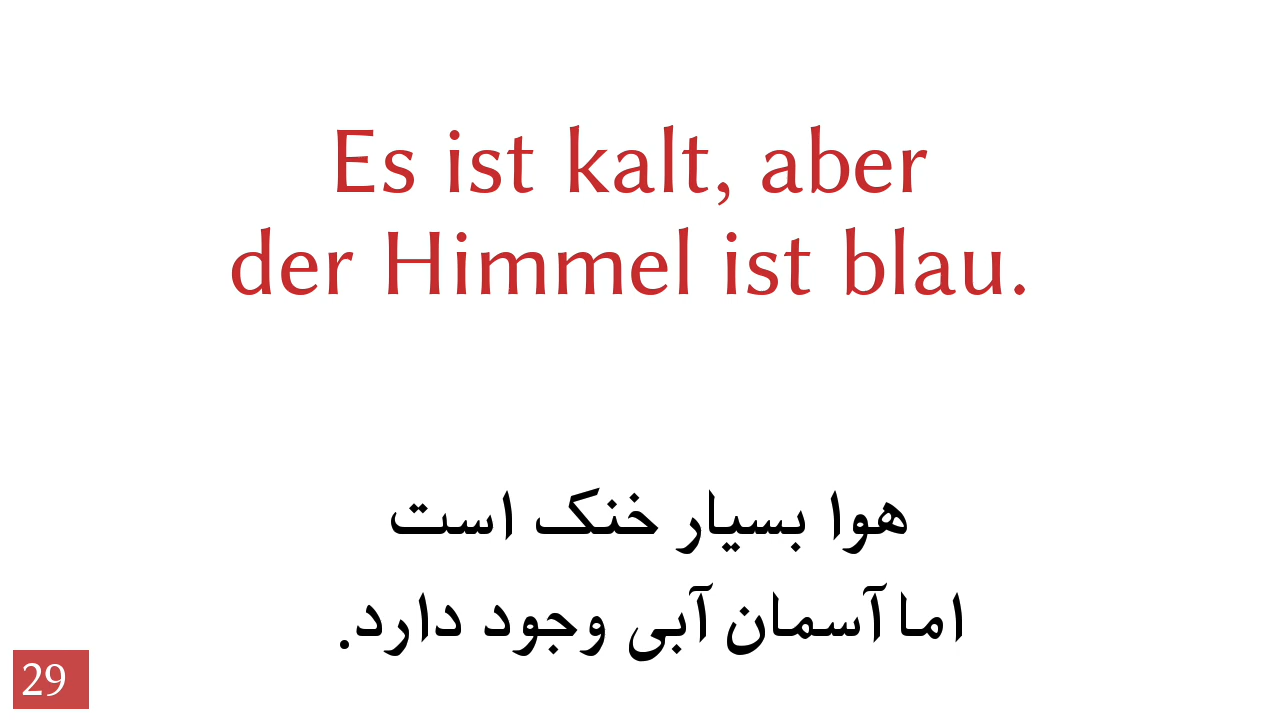 Es ist kalt, aber
der Himmel ist blau.
هوا بسیار خنک است
اما آسمان آبی وجود دارد.
29